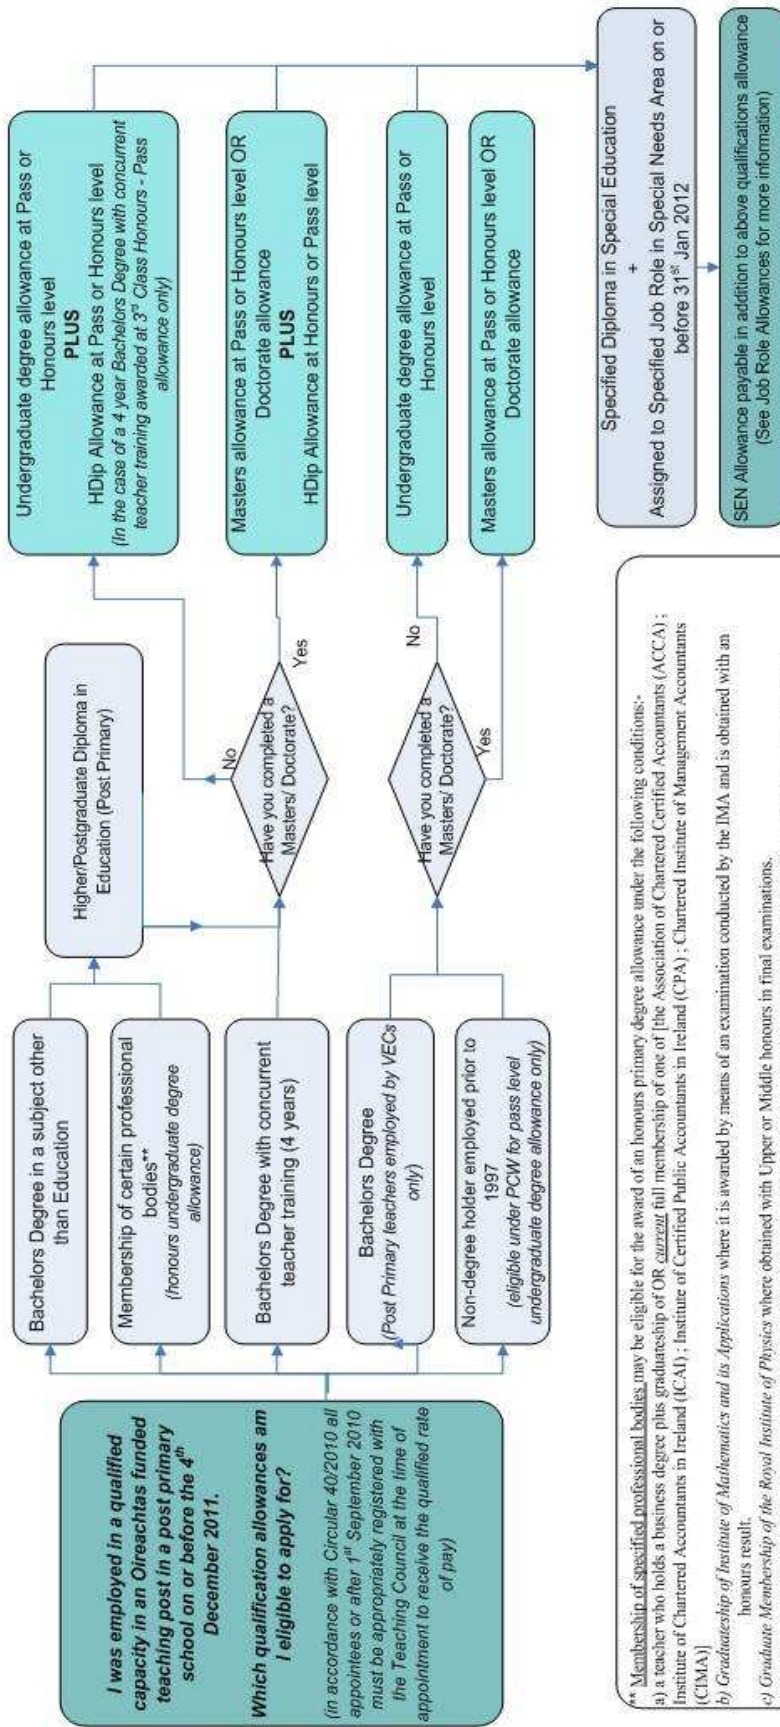 I was employed in a qualified
capacity in an Oireachtas funded
teaching post in a post primary
school on or before the 4th
December 2011.
Which qualification allowances am
I eligible to apply for?
(in accordance with Circular 40/2010 all
appointees on or after 1st September 2010
must be appropriately registered with
the Teaching Council at the time of
appointment to receive the qualified rate
of pay)
Bachelors Degree in a subject other
than Education
Membership of certain professional
bodies**
(honours undergraduate degree
allowance)
Bachelors Degree with concurrent
teacher training (4 years)
Bachelors Degree
(Post Primary teachers employed by VECs
only)
Non-degree holder employed prior to
1997
(eligible under PCW for pass level
undergraduate degree allowance only)
Higher/Postgraduate Diploma in
Education (Post Primary)
Have you completed a
Masters/ Doctorate?
No
Yes
Have you completed a
Masters/ Doctorate?
No
Yes
Undergraduate degree allowance at Pass or
Honours level
PLUS
HDip Allowance at Pass or Honours level
(In the case of a 4 year Bachelors Degree with concurrent
teacher training awarded at 3rd Class Honours - Pass
allowance only)
Masters allowance at Pass or Honours level OR
Doctorate allowance
PLUS
HDip Allowance at Honours or Pass level
Undergraduate degree allowance at Pass or
Honours level
Masters allowance at Pass or Honours level OR
Doctorate allowance
Specified Diploma in Special Education
+
Assigned to Specified Job Role in Special Needs Area on or
before 31st Jan 2012
SEN Allowance payable in addition to above qualifications allowance
(See Job Role Allowances for more information)
** Membership of specified professional bodies may be eligible for the award of an honours primary degree allowance under the following conditions:-
a) a teacher who holds a business degree plus graduateship of OR current full membership of one of [the Association of Chartered Certified Accountants (ACCA) ;
Institute of Chartered Accountants in Ireland (ICAI) ; Institute of Certified Public Accountants in Ireland (CPA) ; Chartered Institute of Management Accountants
(CIMA)]
b) Graduateship of Institute of Mathematics and its Applications where it is awarded by means of an examination conducted by the IMA and is obtained with an
honours result.
c) Graduate Membership of the Royal Institute of Physics where obtained with Upper or Middle honours in final examinations.